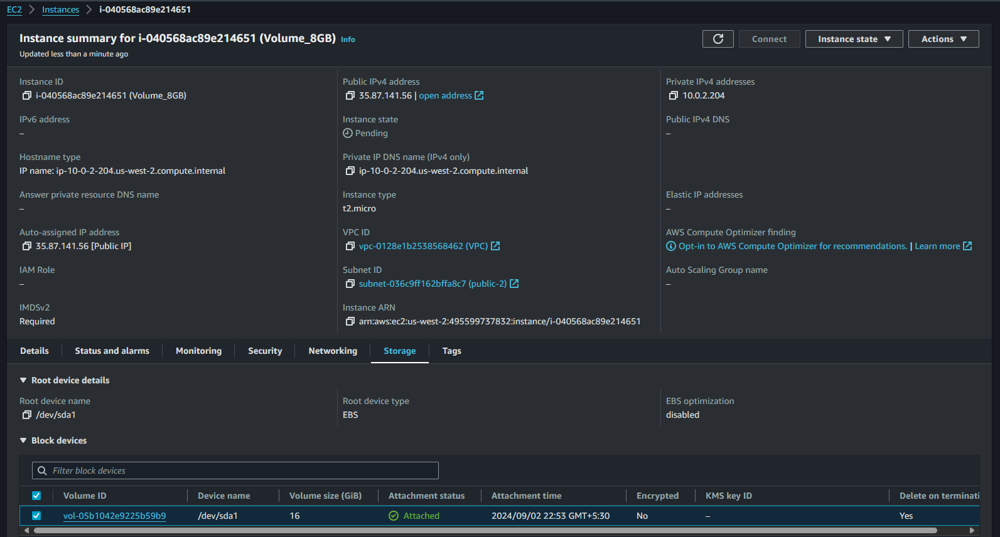 EC2 > Instances > i-040568ac89e214651
Instance summary for i-040568ac89e214651 (Volume_8GB) Info
Updated less than a minute ago
Connect
Instance state
Actions
Instance ID
i-040568ac89e214651 (Volume_8GB)
Public IPv4 address
35.87.141.56 | open address
Private IPv4 addresses
10.0.2.204
IPv6 address
–
Instance state
Pending
Public IPv4 DNS
–
Hostname type
IP name: ip-10-0-2-204.us-west-2.compute.internal
Private IP DNS name (IPv4 only)
ip-10-0-2-204.us-west-2.compute.internal
Answer private resource DNS name
–
Instance type
t2.micro
Elastic IP addresses
–
Auto-assigned IP address
35.87.141.56 [Public IP]
VPC ID
vpc-0128e1b2538568462 (VPC)
AWS Compute Optimizer finding
Opt-in to AWS Compute Optimizer for recommendations. | Learn more
IAM Role
–
Subnet ID
subnet-036c9ff162bffa8c7 (public-2)
Auto Scaling Group name
–
IMDSv2
Required
Instance ARN
arn:aws:ec2:us-west-2:495599737832:instance/i-040568ac89e214651
Details Status and alarms Monitoring Security Networking Storage Tags
Root device details
Root device name
/dev/sda1
Root device type
EBS
EBS optimization
disabled
Block devices
Filter block devices
Volume ID Device name Volume size (GiB) Attachment status Attachment time Encrypted KMS key ID Delete on terminati
vol-05b1042e9225b59b9 /dev/sda1 16 Attached 2024/09/02 22:53 GMT+5:30 No – Yes